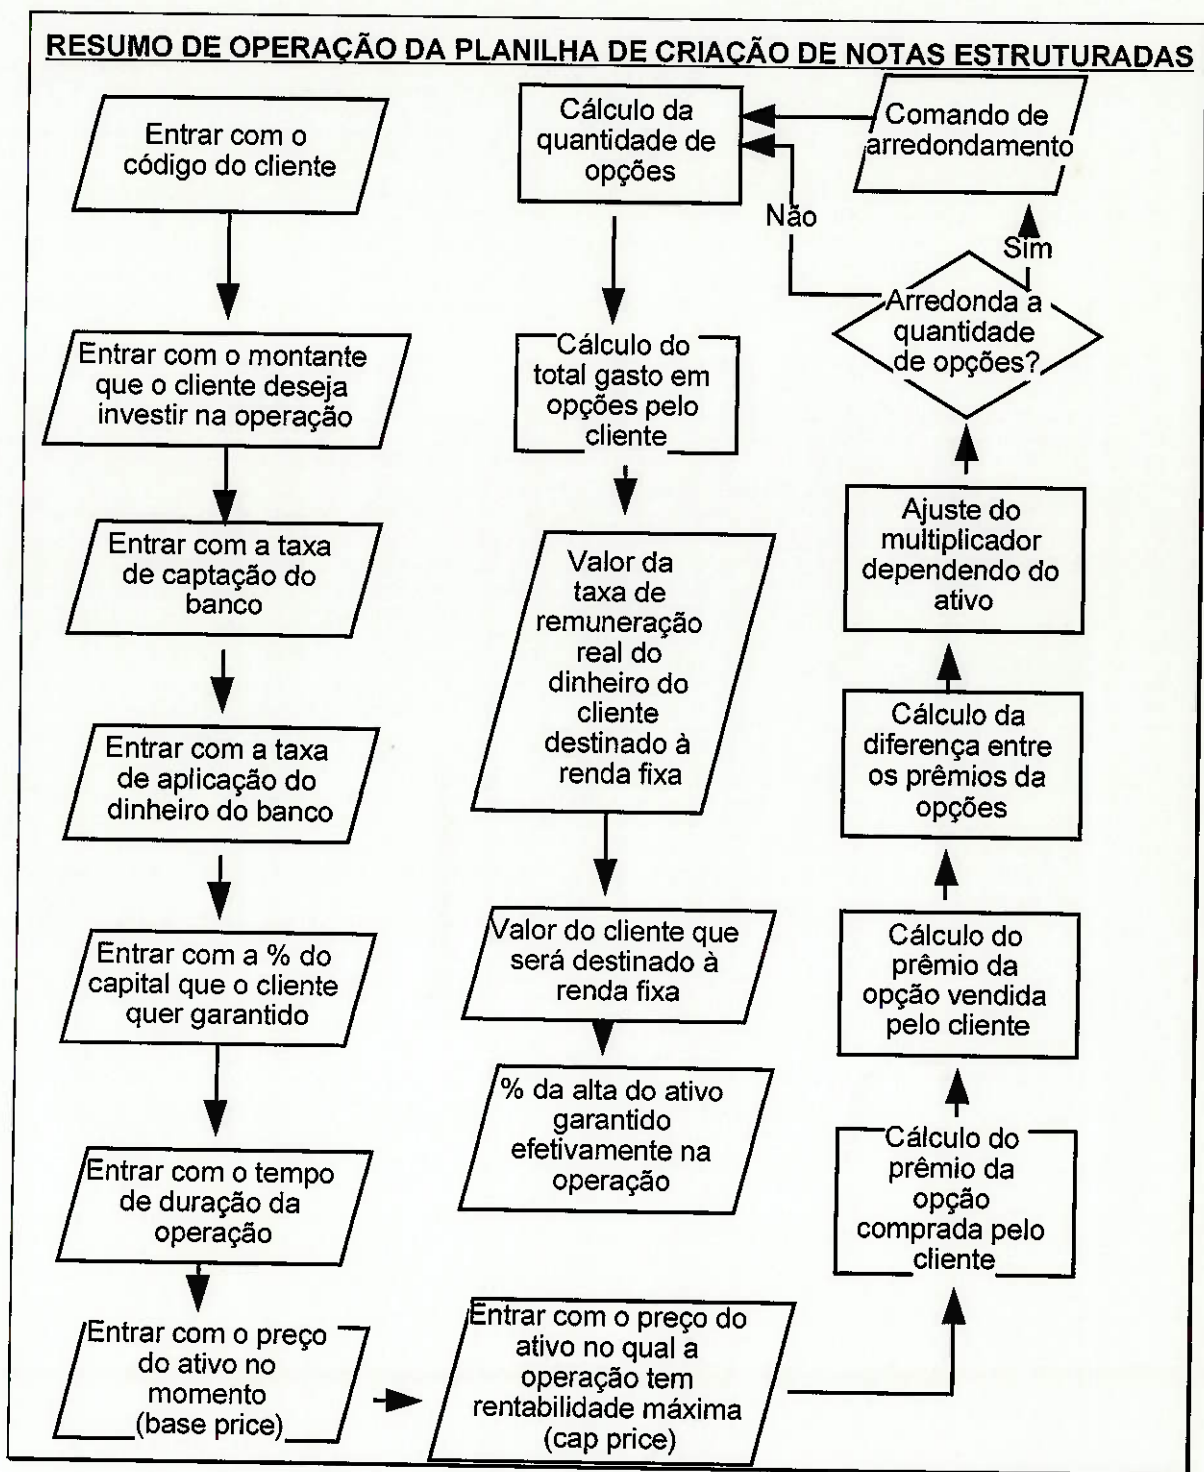 RESUMO DE OPERAÇÃO DA PLANILHA DE CRIAÇÃO DE NOTAS ESTRUTURADAS
Entrar com o
código do cliente
Entrar com o montante
que o cliente deseja
investir na operação
Entrar com a taxa
de captação do
banco
Entrar com a taxa
de aplicação do
dinheiro do banco
Entrar com a % do
capital que o cliente
quer garantido
Entrar com o tempo
de duração da
operação
Entrar com o preço
do ativo no
momento
(base price)
Entrar com o preço do
ativo no qual a
operação tem
rentabilidade máxima
(cap price)
Cálculo do
prêmio da
opção
comprada pelo
cliente
Cálculo do
prêmio da
opção vendida
pelo cliente
Cálculo da
diferença entre
os prêmios da
opções
Ajuste do
multiplicador
dependendo do
ativo
Arredonda a
quantidade
de opções?
Sim
Não
Comando de
arredondamento
Cálculo da
quantidade de
opções
Cálculo do
total gasto em
opções pelo
cliente
Valor da
taxa de
remuneração
real do
dinheiro do
cliente
destinado à
renda fixa
Valor do cliente que
será destinado à
renda fixa
% da alta do ativo
garantido
efetivamente na
operação